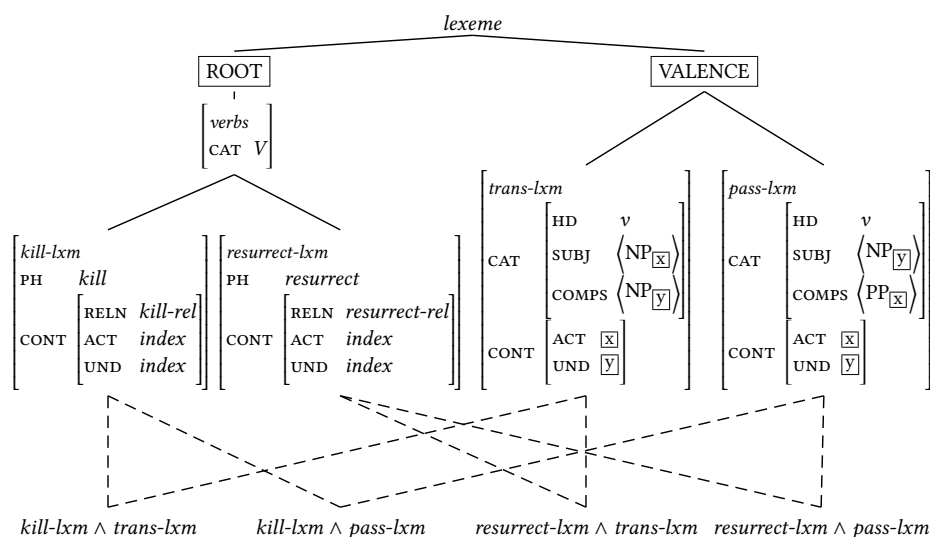 lexeme
ROOT VALENCE
verbs
CAT V
kill-lxm
PH kill
RELN kill-rel
CONT ACT index
UND index
resurrect-lxm
PH resurrect
RELN resurrect-rel
CONT ACT index
UND index
trans-lxm
HD v
CAT SUBJ ⟨NP x⟩
COMPS ⟨NP y⟩
CONT ACT x
UND y
pass-lxm
HD v
CAT SUBJ ⟨NP y⟩
COMPS ⟨PP x⟩
CONT ACT x
UND y
kill-lxm ∧ trans-lxm kill-lxm ∧ pass-lxm resurrect-lxm ∧ trans-lxm resurrect-lxm ∧ pass-lxm